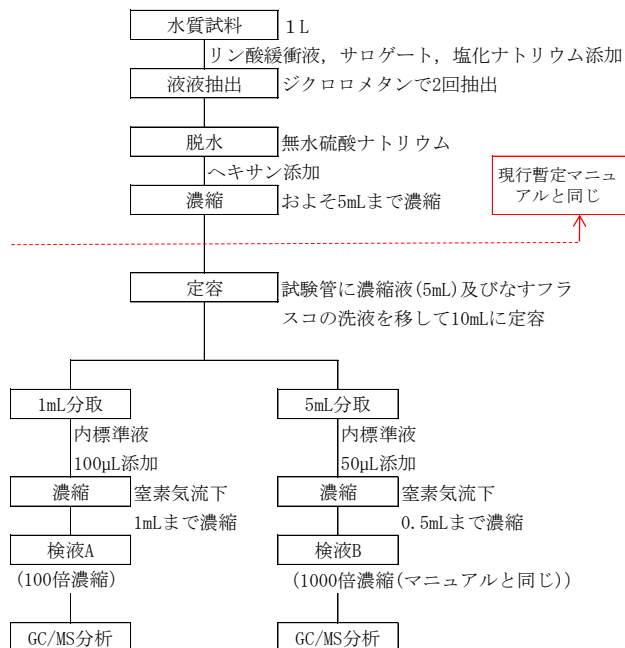 水質試料
1L
リン酸緩衝液，サロゲート，塩化ナトリウム添加
液液抽出
ジクロロメタンで2回抽出
脱水
無水硫酸ナトリウム
ヘキサン添加
濃縮
およそ5mLまで濃縮
現行暫定マニュ
アルと同じ
定容
試験管に濃縮液(5mL)及びなすフラ
スコの洗液を移して10mLに定容
1mL分取
5mL分取
内標準液
100μL添加
内標準液
50μL添加
濃縮
窒素気流下
1mLまで濃縮
濃縮
窒素気流下
0.5mLまで濃縮
検液A
(100倍濃縮)
検液B
(1000倍濃縮(マニュアルと同じ))
GC/MS分析
GC/MS分析